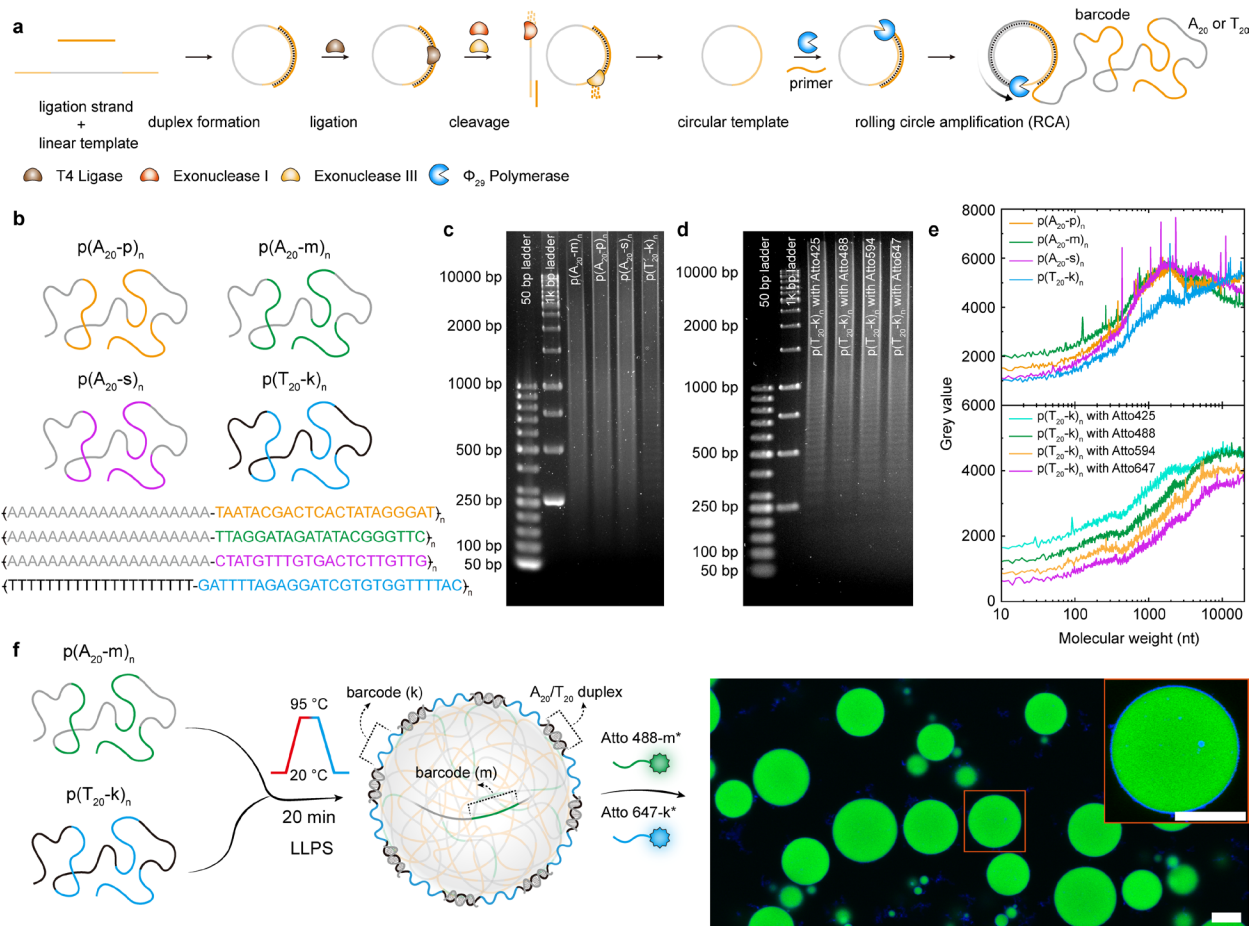 a
barcode
A20 or T20
primer
ligation strand
+
linear template
duplex formation
ligation
cleavage
circular template
rolling circle amplification (RCA)
T4 Ligase
Exonuclease I
Exonuclease III
Φ29 Polymerase
b
p(A20-p)n
p(A20-m)n
p(A20-s)n
p(T20-k)n
(AAAAAAAAAAAAAAAAAAAA-TAATACGACTCACTATAGGGAT)n
(AAAAAAAAAAAAAAAAAAAA-TTAGGATAGATATACGGGTTC)n
(AAAAAAAAAAAAAAAAAAAA-CTATGTTTGTGACTCTTGTTG)n
(TTTTTTTTTTTTTTTTTTTT-GATTTTAGAGGATCGTGTGGTTTTAC)n
c
50 bp ladder
1k bp ladder
p(A20-m)n
p(A20-p)n
p(A20-s)n
p(T20-k)n
10000 bp
2000 bp
1000 bp
500 bp
250 bp
100 bp
50 bp
d
50 bp ladder
1k bp ladder
p(T20-k)n with Atto425
p(T20-k)n with Atto488
p(T20-k)n with Atto594
p(T20-k)n with Atto647
10000 bp
2000 bp
1000 bp
500 bp
250 bp
100 bp
50 bp
e
8000
6000
4000
2000
6000
4000
2000
0
p(A20-p)n
p(A20-m)n
p(A20-s)n
p(T20-k)n
p(T20-k)n with Atto425
p(T20-k)n with Atto488
p(T20-k)n with Atto594
p(T20-k)n with Atto647
Grey value
10 100 1000 10000
Molecular weight (nt)
f
p(A20-m)n
p(T20-k)n
95 °C
20 °C
20 min
LLPS
barcode (k)
A20/T20 duplex
barcode (m)
Atto 488-m*
Atto 647-k*